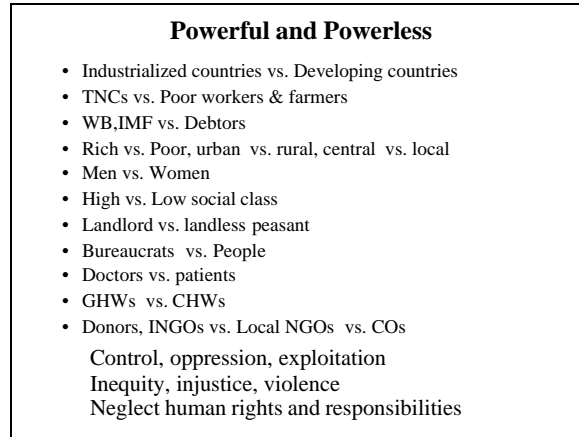 Powerful and Powerless
• Industrialized countries vs. Developing countries
• TNCs vs. Poor workers & farmers
• WB,IMF vs. Debtors
• Rich vs. Poor, urban vs. rural, central vs. local
• Men vs. Women
• High vs. Low social class
• Landlord vs. landless peasant
• Bureaucrats vs. People
• Doctors vs. patients
• GHWs vs. CHWs
• Donors, INGOs vs. Local NGOs vs. COs
Control, oppression, exploitation
Inequity, injustice, violence
Neglect human rights and responsibilities